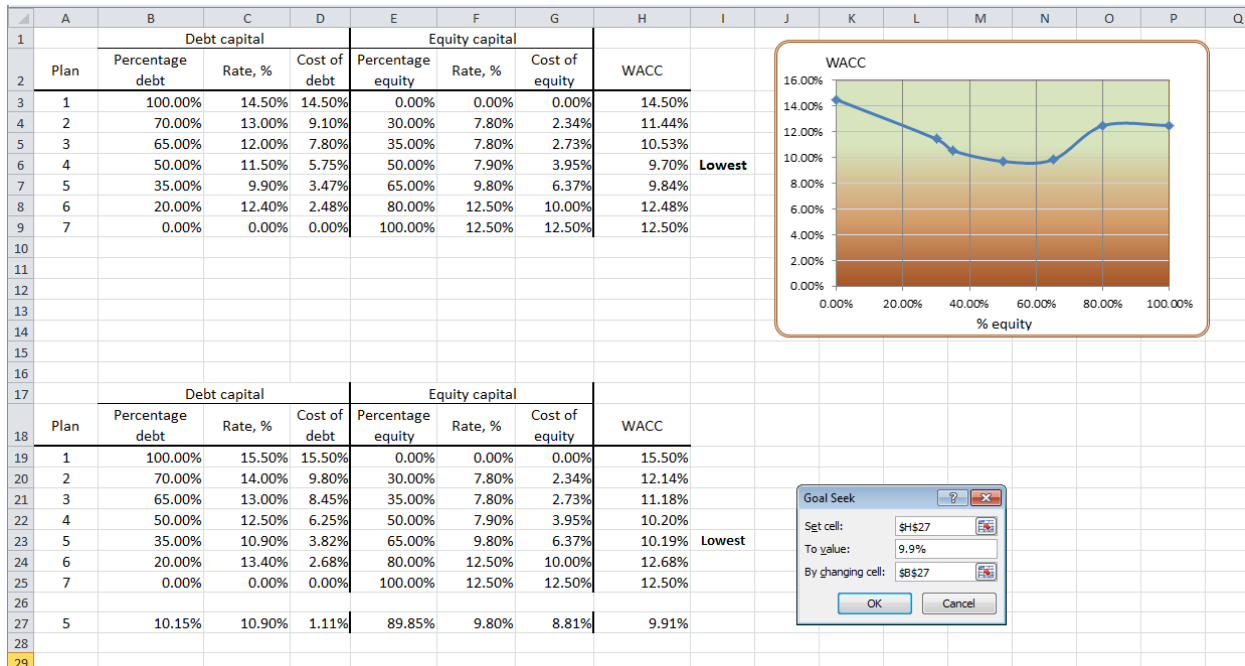 A B C D E F G H I J K L M N O P Q
1 Debt capital Equity capital
2 Plan Percentage debt Rate, % Cost of debt Percentage equity Rate, % Cost of equity WACC
3 1 100.00% 14.50% 14.50% 0.00% 0.00% 0.00% 14.50%
4 2 70.00% 13.00% 9.10% 30.00% 7.80% 2.34% 11.44%
5 3 65.00% 12.00% 7.80% 35.00% 7.80% 2.73% 10.53%
6 4 50.00% 11.50% 5.75% 50.00% 7.90% 3.95% 9.70% Lowest
7 5 35.00% 9.90% 3.47% 65.00% 9.80% 6.37% 9.84%
8 6 20.00% 12.40% 2.48% 80.00% 12.50% 10.00% 12.48%
9 7 0.00% 0.00% 0.00% 100.00% 12.50% 12.50% 12.50%
10
11
12
13
14
15
16
WACC
16.00%
14.00%
12.00%
10.00%
8.00%
6.00%
4.00%
2.00%
0.00%
0.00% 20.00% 40.00% 60.00% 80.00% 100.00%
% equity
17 Debt capital Equity capital
18 Plan Percentage debt Rate, % Cost of debt Percentage equity Rate, % Cost of equity WACC
19 1 100.00% 15.50% 15.50% 0.00% 0.00% 0.00% 15.50%
20 2 70.00% 14.00% 9.80% 30.00% 7.80% 2.34% 12.14%
21 3 65.00% 13.00% 8.45% 35.00% 7.80% 2.73% 11.18%
22 4 50.00% 12.50% 6.25% 50.00% 7.90% 3.95% 10.20%
23 5 35.00% 10.90% 3.82% 65.00% 9.80% 6.37% 10.19% Lowest
24 6 20.00% 13.40% 2.68% 80.00% 12.50% 10.00% 12.68%
25 7 0.00% 0.00% 0.00% 100.00% 12.50% 12.50% 12.50%
26
27 5 10.15% 10.90% 1.11% 89.85% 9.80% 8.81% 9.91%
28
29
Goal Seek
Set cell: $H$27
To value: 9.9%
By changing cell: $B$27
OK Cancel